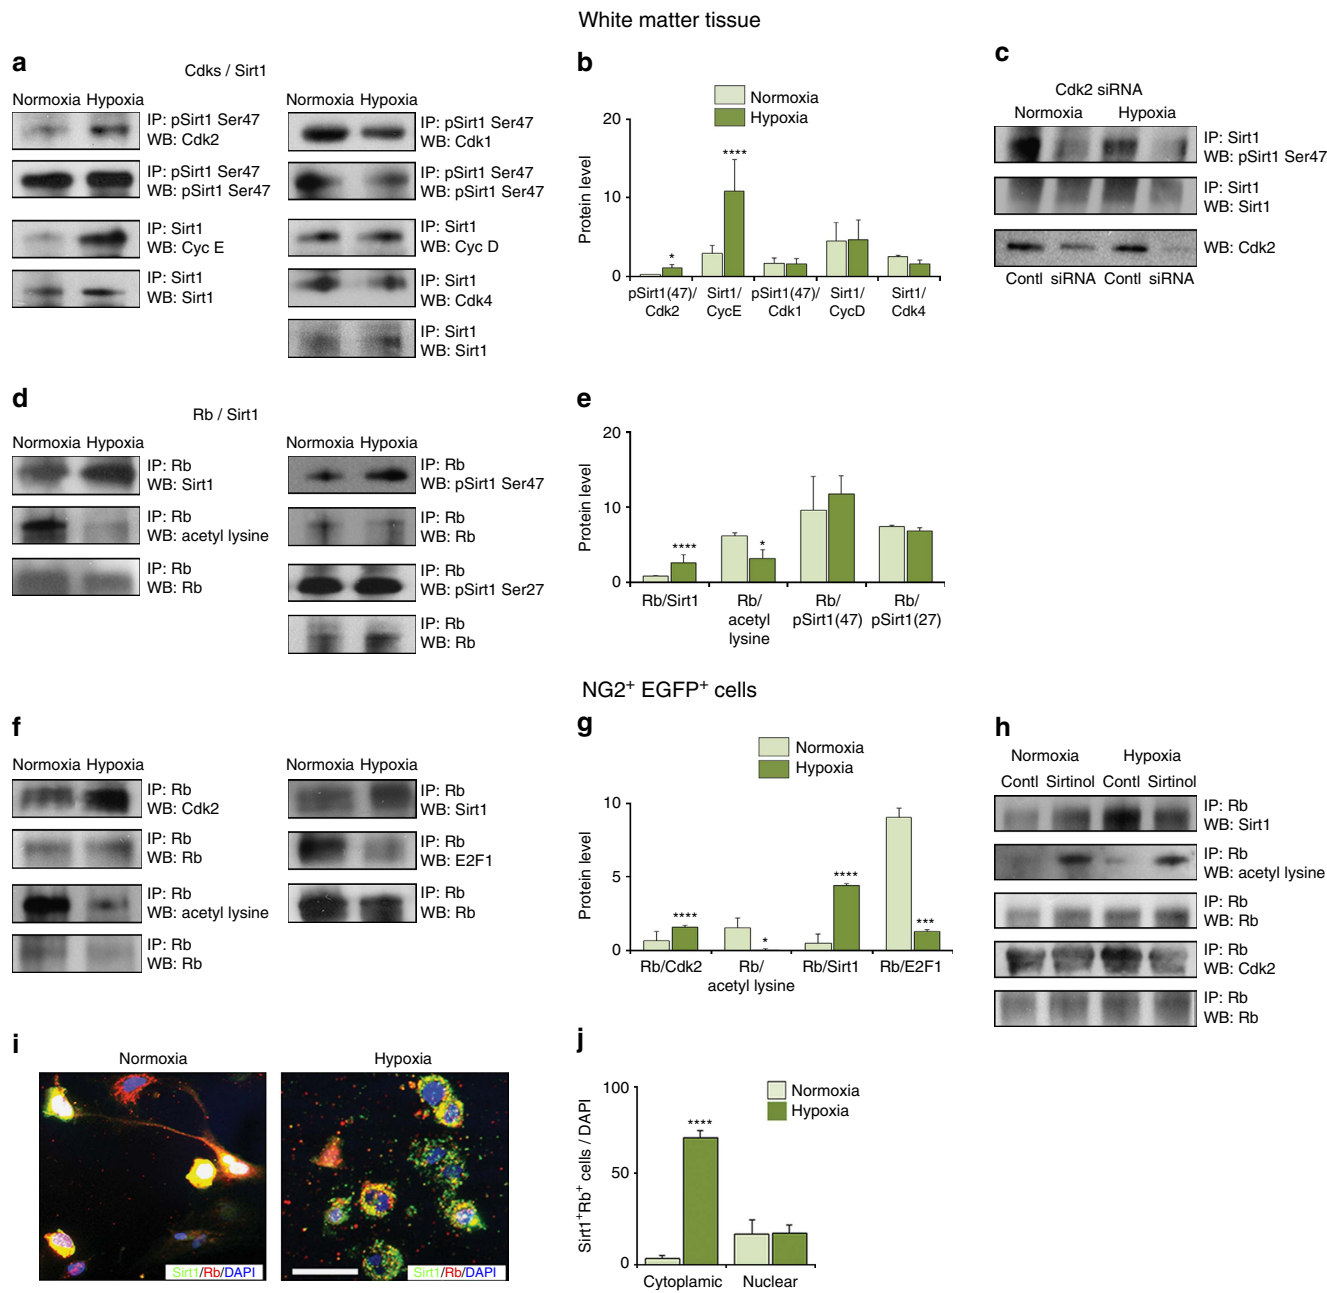 White matter tissue
a
Cdks / Sirt1
Normoxia Hypoxia
IP: pSirt1 Ser47
WB: Cdk2
IP: pSirt1 Ser47
WB: pSirt1 Ser47
IP: Sirt1
WB: Cyc E
IP: Sirt1
WB: Sirt1
Normoxia Hypoxia
IP: pSirt1 Ser47
WB: Cdk1
IP: pSirt1 Ser47
WB: pSirt1 Ser47
IP: Sirt1
WB: Cyc D
IP: Sirt1
WB: Cdk4
IP: Sirt1
WB: Sirt1
b
Normoxia
Hypoxia
Protein level
20
10
0
*
****
pSirt1(47)/
Cdk2
Sirt1/
CycE
pSirt1(47)/
Cdk1
Sirt1/
CycD
Sirt1/
Cdk4
c
Cdk2 siRNA
Normoxia Hypoxia
IP: Sirt1
WB: pSirt1 Ser47
IP: Sirt1
WB: Sirt1
WB: Cdk2
Contl siRNA Contl siRNA
d
Rb / Sirt1
Normoxia Hypoxia
IP: Rb
WB: Sirt1
IP: Rb
WB: acetyl lysine
IP: Rb
WB: Rb
Normoxia Hypoxia
IP: Rb
WB: pSirt1 Ser47
IP: Rb
WB: Rb
IP: Rb
WB: pSirt1 Ser27
IP: Rb
WB: Rb
e
Protein level
20
10
0
****
*
Rb/Sirt1
Rb/
acetyl
lysine
Rb/
pSirt1(47)
Rb/
pSirt1(27)
NG2⁺ EGFP⁺ cells
f
Normoxia Hypoxia
IP: Rb
WB: Cdk2
IP: Rb
WB: Rb
IP: Rb
WB: acetyl lysine
IP: Rb
WB: Rb
Normoxia Hypoxia
IP: Rb
WB: Sirt1
IP: Rb
WB: E2F1
IP: Rb
WB: Rb
g
Normoxia
Hypoxia
Protein level
10
5
0
****
*
****
***
Rb/Cdk2
Rb/
acetyl lysine
Rb/Sirt1
Rb/E2F1
h
Normoxia Hypoxia
Contl Sirtinol Contl Sirtinol
IP: Rb
WB: Sirt1
IP: Rb
WB: acetyl lysine
IP: Rb
WB: Rb
IP: Rb
WB: Cdk2
IP: Rb
WB: Rb
i
Normoxia
Hypoxia
Sirt1/Rb/DAPI
Sirt1/Rb/DAPI
j
Normoxia
Hypoxia
Sirt1⁺Rb⁺ cells / DAPI
100
50
0
****
Cytoplamic Nuclear